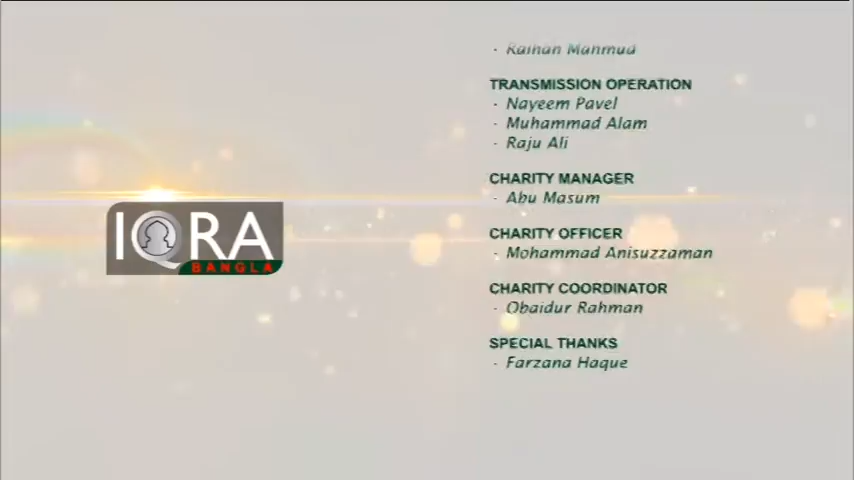 IQRA
BANGLA
- Raihan Mahmud
TRANSMISSION OPERATION
- Nayeem Pavel
- Muhammad Alam
- Raju Ali
CHARITY MANAGER
- Abu Masum
CHARITY OFFICER
- Mohammad Anisuzzaman
CHARITY COORDINATOR
- Obaidur Rahman
SPECIAL THANKS
- Farzana Haque